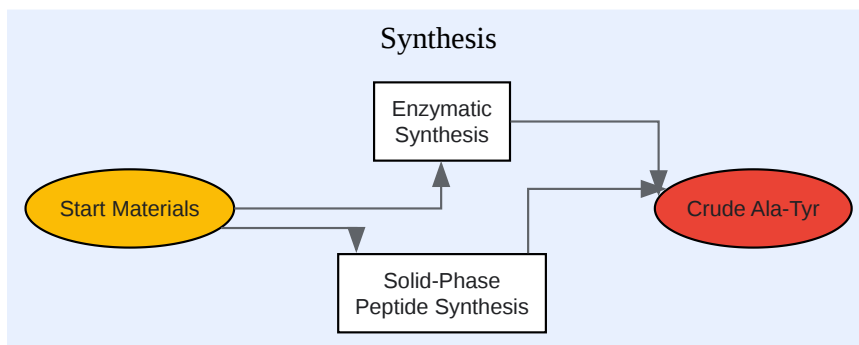 Synthesis
Enzymatic
Synthesis
Start Materials
Crude Ala-Tyr
Solid-Phase
Peptide Synthesis